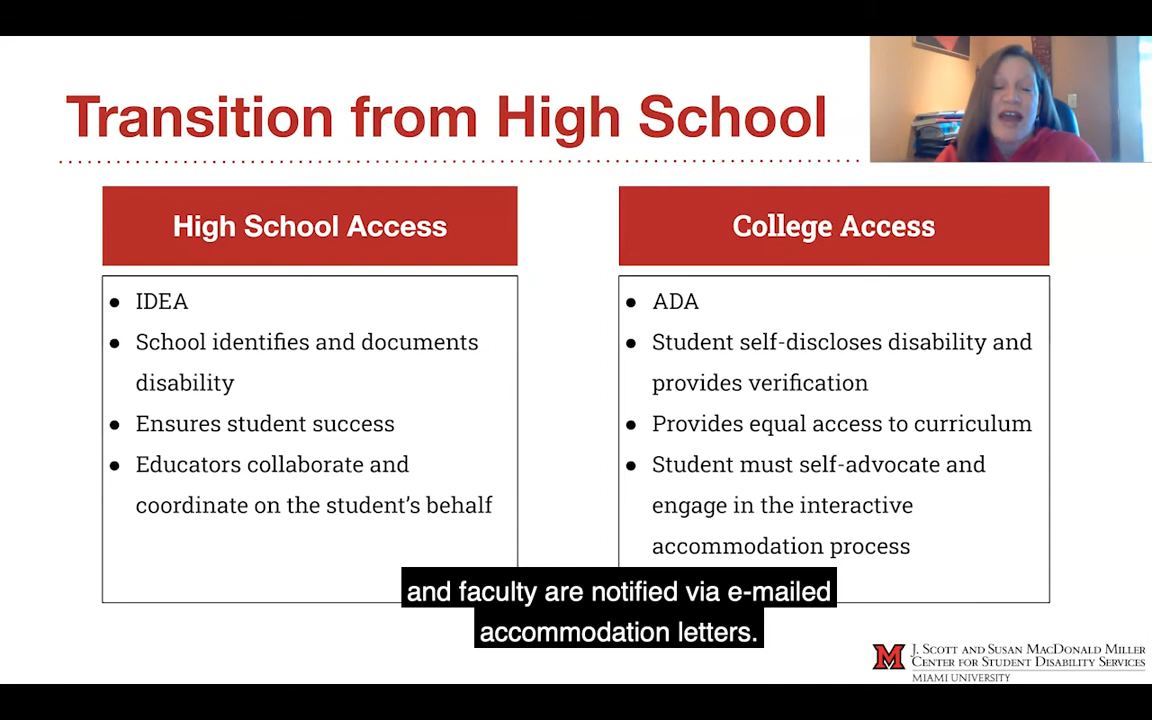 Transition from High School
High School Access
● IDEA
● School identifies and documents
disability
● Ensures student success
● Educators collaborate and
coordinate on the student's behalf
College Access
● ADA
● Student self-discloses disability and
provides verification
● Provides equal access to curriculum
● Student must self-advocate and
engage in the interactive
accommodation process
and faculty are notified via e-mailed
accommodation letters.
M
J. Scott and Susan MacDonald Miller
Center for Student Disability Services
MIAMI UNIVERSITY